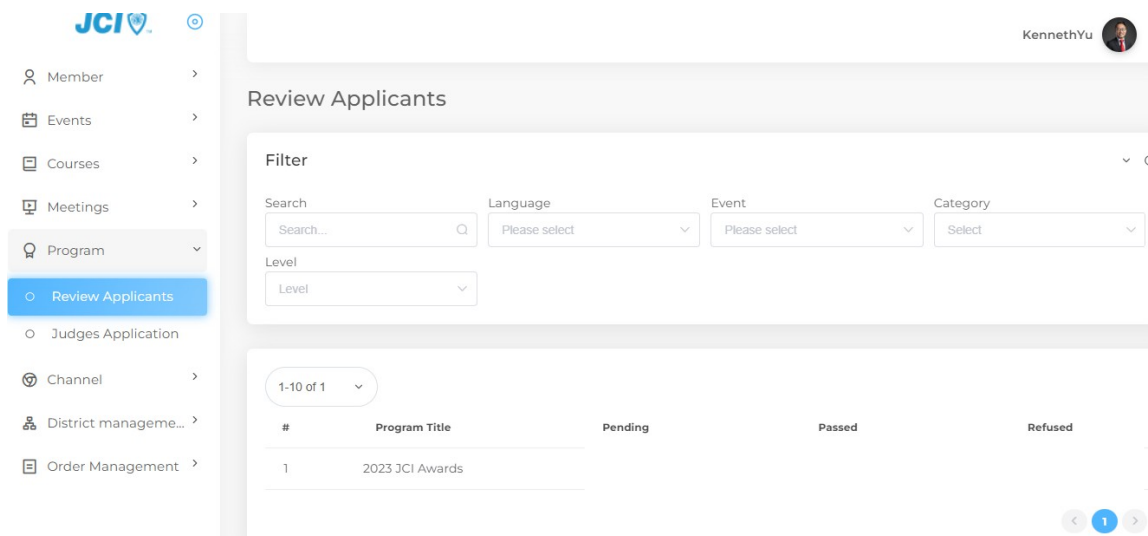 JCI
KennethYu
Member
Events
Courses
Meetings
Program
Review Applicants
Judges Application
Channel
District manageme...
Order Management
Review Applicants
Filter
Search
Language
Event
Category
Search...
Please select
Please select
Select
Level
Level
1-10 of 1
# Program Title Pending Passed Refused
1 2023 JCI Awards
1